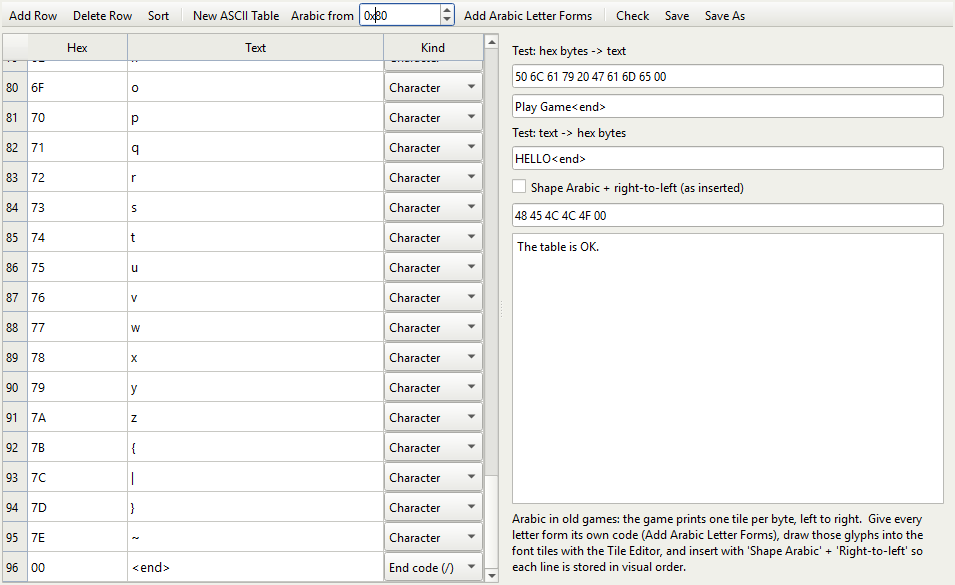 Add Row Delete Row Sort New ASCII Table Arabic from 0x80 Add Arabic Letter Forms Check Save Save As
Hex Text Kind
80 6F o Character
81 70 p Character
82 71 q Character
83 72 r Character
84 73 s Character
85 74 t Character
86 75 u Character
87 76 v Character
88 77 w Character
89 78 x Character
90 79 y Character
91 7A z Character
92 7B { Character
93 7C | Character
94 7D } Character
95 7E ~ Character
96 00 <end> End code (/)
Test: hex bytes -> text
50 6C 61 79 20 47 61 6D 65 00
Play Game<end>
Test: text -> hex bytes
HELLO<end>
Shape Arabic + right-to-left (as inserted)
48 45 4C 4C 4F 00
The table is OK.
Arabic in old games: the game prints one tile per byte, left to right. Give every
letter form its own code (Add Arabic Letter Forms), draw those glyphs into the
font tiles with the Tile Editor, and insert with 'Shape Arabic' + 'Right-to-left' so
each line is stored in visual order.